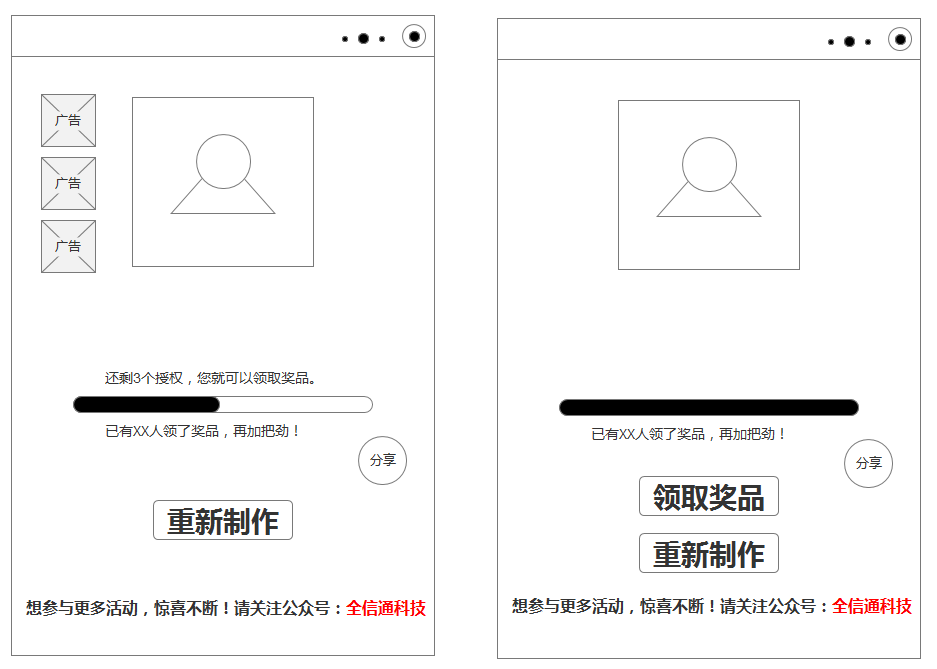 广告
广告
广告
还剩3个授权，您就可以领取奖品。
已有XX人领了奖品，再加把劲！
分享
重新制作
想参与更多活动，惊喜不断！请关注公众号：全信通科技
已有XX人领了奖品，再加把劲！
分享
领取奖品
重新制作
想参与更多活动，惊喜不断！请关注公众号：全信通科技